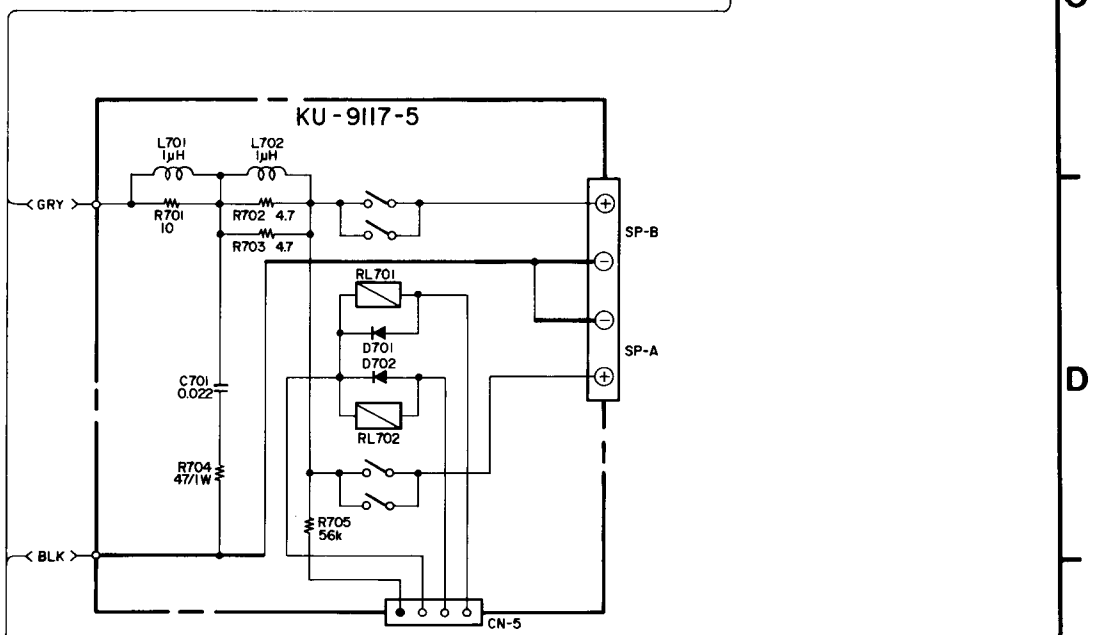 C
KU-9117-5
L701
1μH
L702
1μH
GRY
R701
10
R702 4.7
R703 4.7
+
SP-B
−
RL701
−
D701
D702
SP-A
C701
0.022
+
D
RL702
R704
47/1W
R705
56k
BLK
CN-5